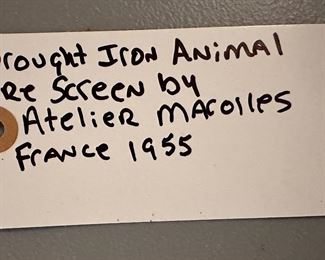 rought Iron Animal
re Screen by
Atelier Marolles
France 1955